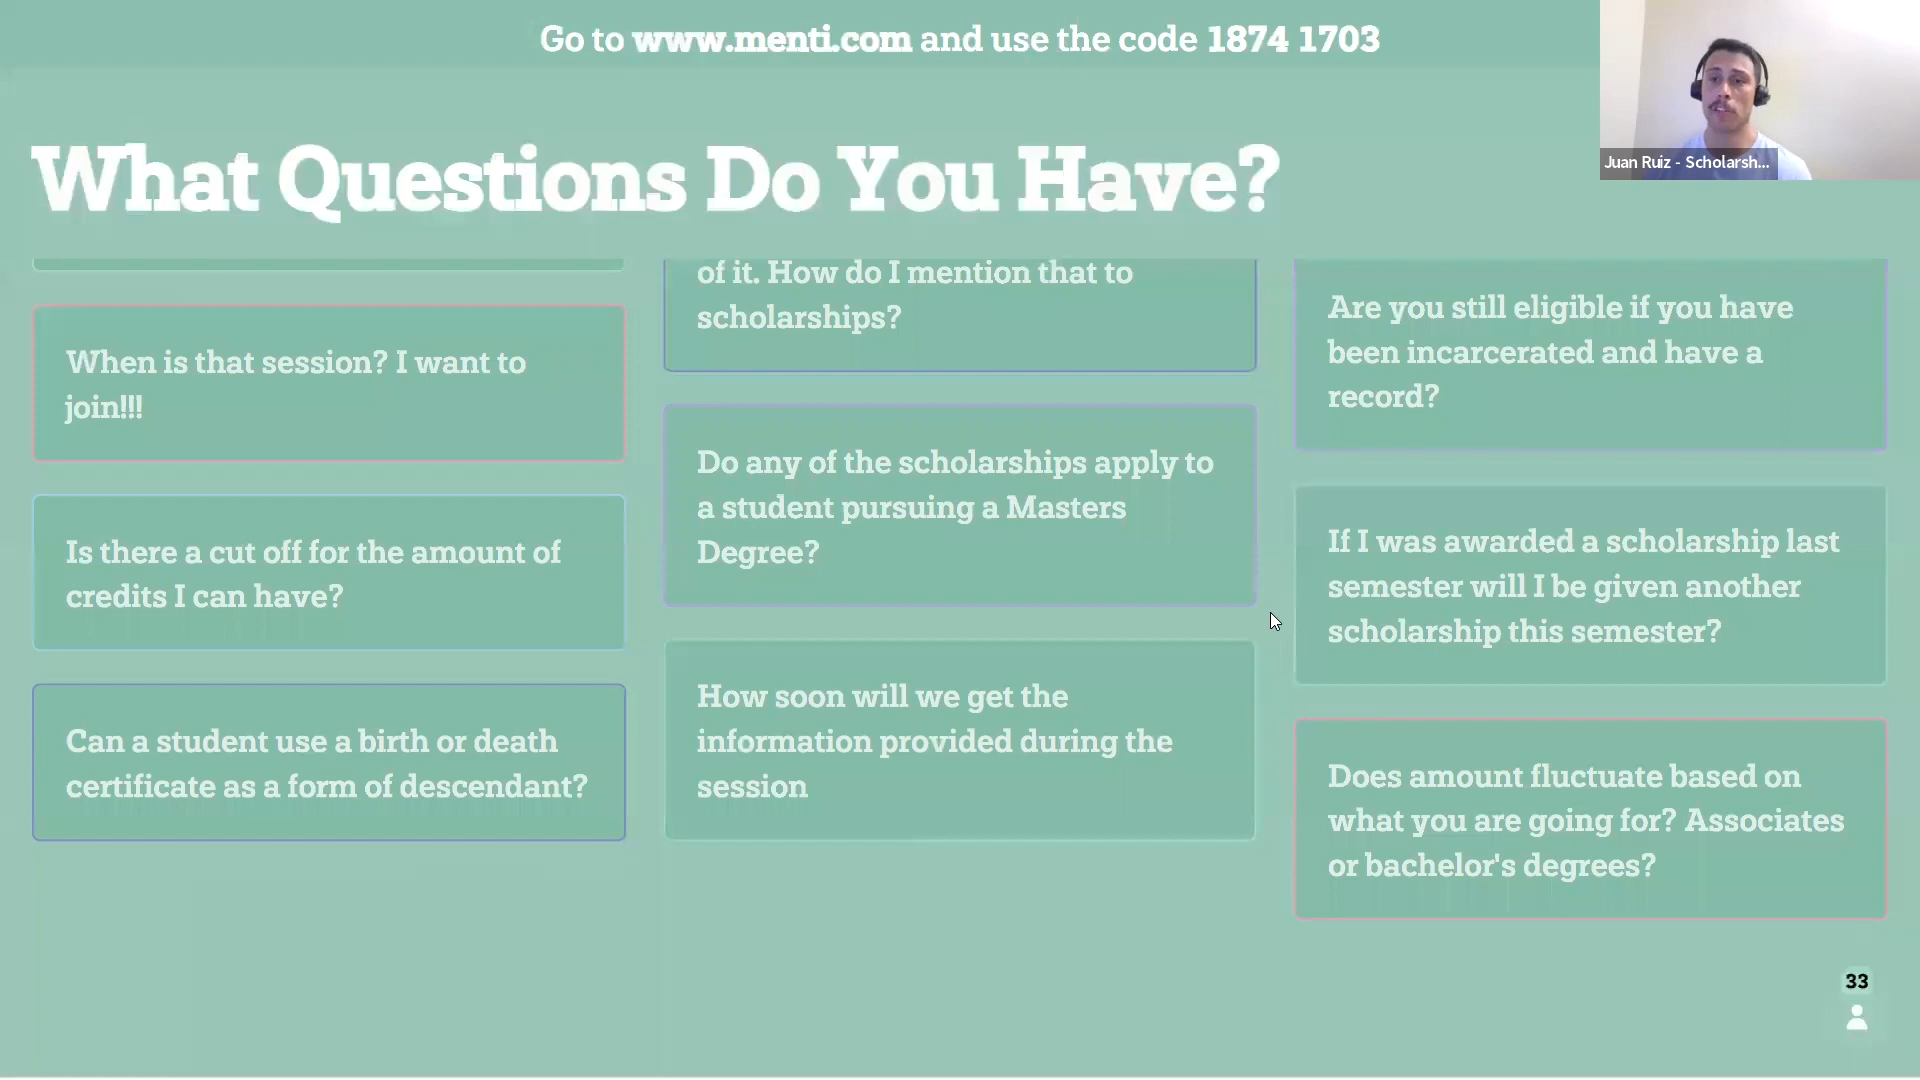 Go to www.menti.com and use the code 1874 1703
Juan Ruiz - Scholarsh...
What Questions Do You Have?
When is that session? I want to
join!!!
Is there a cut off for the amount of
credits I can have?
Can a student use a birth or death
certificate as a form of descendant?
of it. How do I mention that to
scholarships?
Do any of the scholarships apply to
a student pursuing a Masters
Degree?
How soon will we get the
information provided during the
session
Are you still eligible if you have
been incarcerated and have a
record?
If I was awarded a scholarship last
semester will I be given another
scholarship this semester?
Does amount fluctuate based on
what you are going for? Associates
or bachelor's degrees?
33